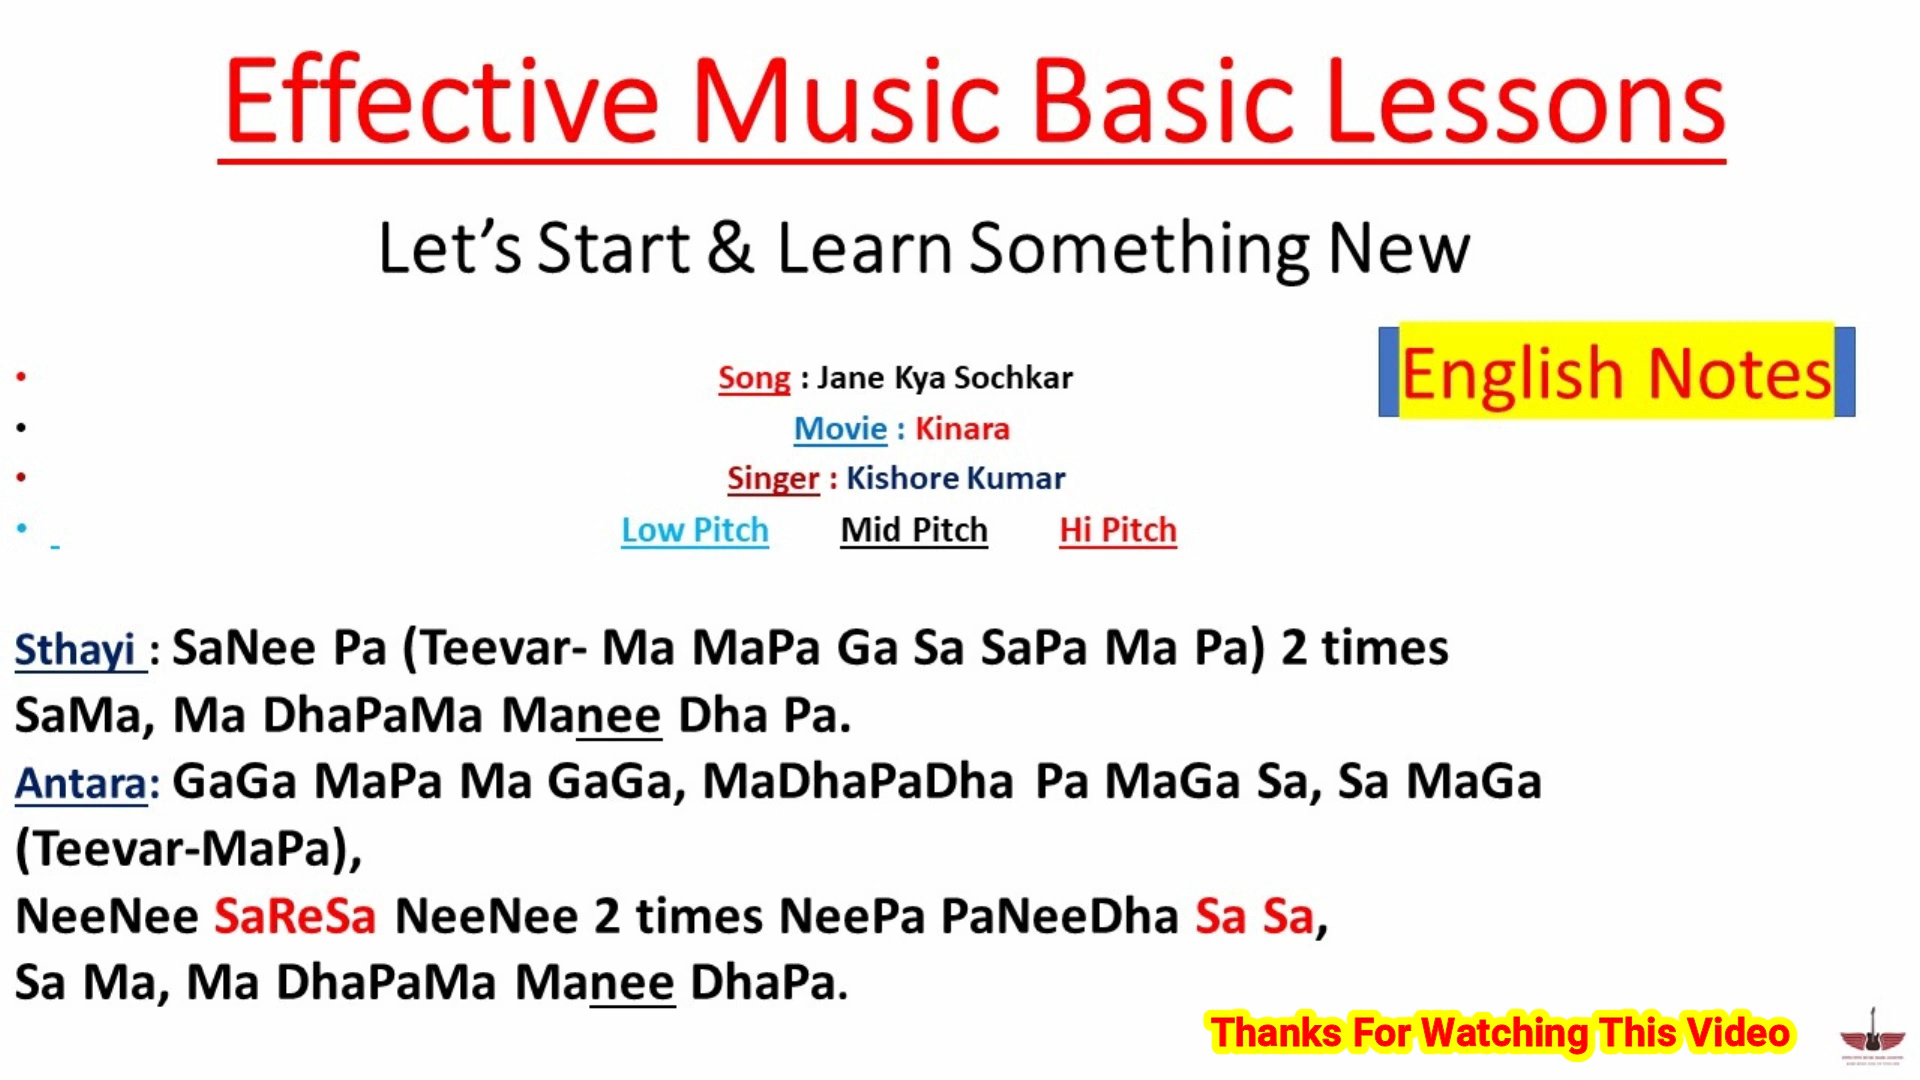 Effective Music Basic Lessons
Let's Start & Learn Something New
English Notes
• Song : Jane Kya Sochkar
• Movie : Kinara
• Singer : Kishore Kumar
• Low Pitch Mid Pitch Hi Pitch
Sthayi : SaNee Pa (Teevar- Ma MaPa Ga Sa SaPa Ma Pa) 2 times
SaMa, Ma DhaPaMa Manee Dha Pa.
Antara: GaGa MaPa Ma GaGa, MaDhaPaDha Pa MaGa Sa, Sa MaGa
(Teevar-MaPa),
NeeNee SaReSa NeeNee 2 times NeePa PaNeeDha Sa Sa,
Sa Ma, Ma DhaPaMa Manee DhaPa.
Thanks For Watching This Video